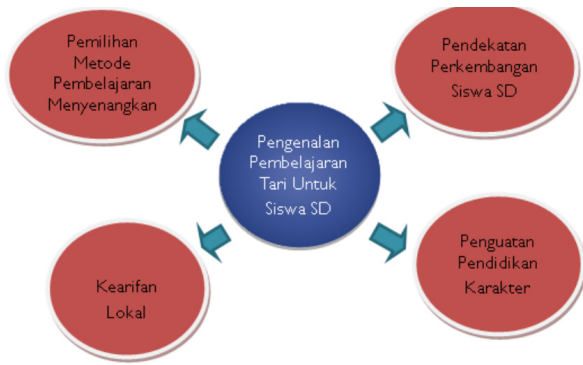 Pemilihan
Metode
Pembelajaran
Menyenangkan
Pendekatan
Perkembangan
Siswa SD
Pengenalan
Pembelajaran
Tari Untuk
Siswa SD
Kearifan
Lokal
Penguatan
Pendidikan
Karakter